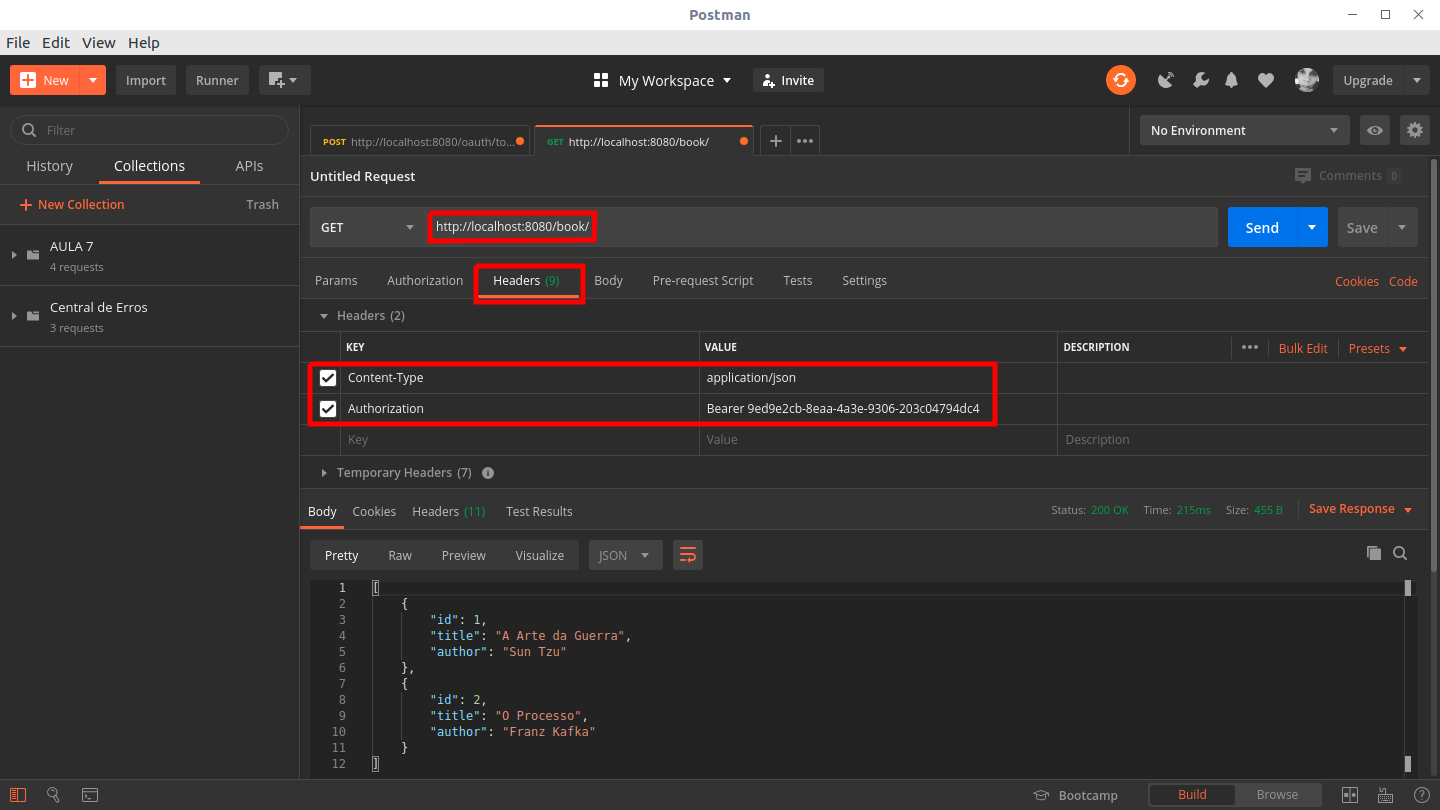 Postman
File Edit View Help
New Import Runner My Workspace Invite Upgrade
Filter
History Collections APIs
New Collection Trash
AULA 7
4 requests
Central de Erros
3 requests
POST http://localhost:8080/oauth/to... GET http://localhost:8080/book/ No Environment
Untitled Request Comments 0
GET http://localhost:8080/book/ Send Save
Params Authorization Headers (9) Body Pre-request Script Tests Settings Cookies Code
Headers (2)
KEY VALUE DESCRIPTION Bulk Edit Presets
Content-Type application/json
Authorization Bearer 9ed9e2cb-8eaa-4a3e-9306-203c04794dc4
Key Value Description
Temporary Headers (7)
Body Cookies Headers (11) Test Results Status: 200 OK Time: 215ms Size: 455 B Save Response
Pretty Raw Preview Visualize JSON
1 [
2 {
3 "id": 1,
4 "title": "A Arte da Guerra",
5 "author": "Sun Tzu"
6 },
7 {
8 "id": 2,
9 "title": "O Processo",
10 "author": "Franz Kafka"
11 }
12 ]
Bootcamp Build Browse